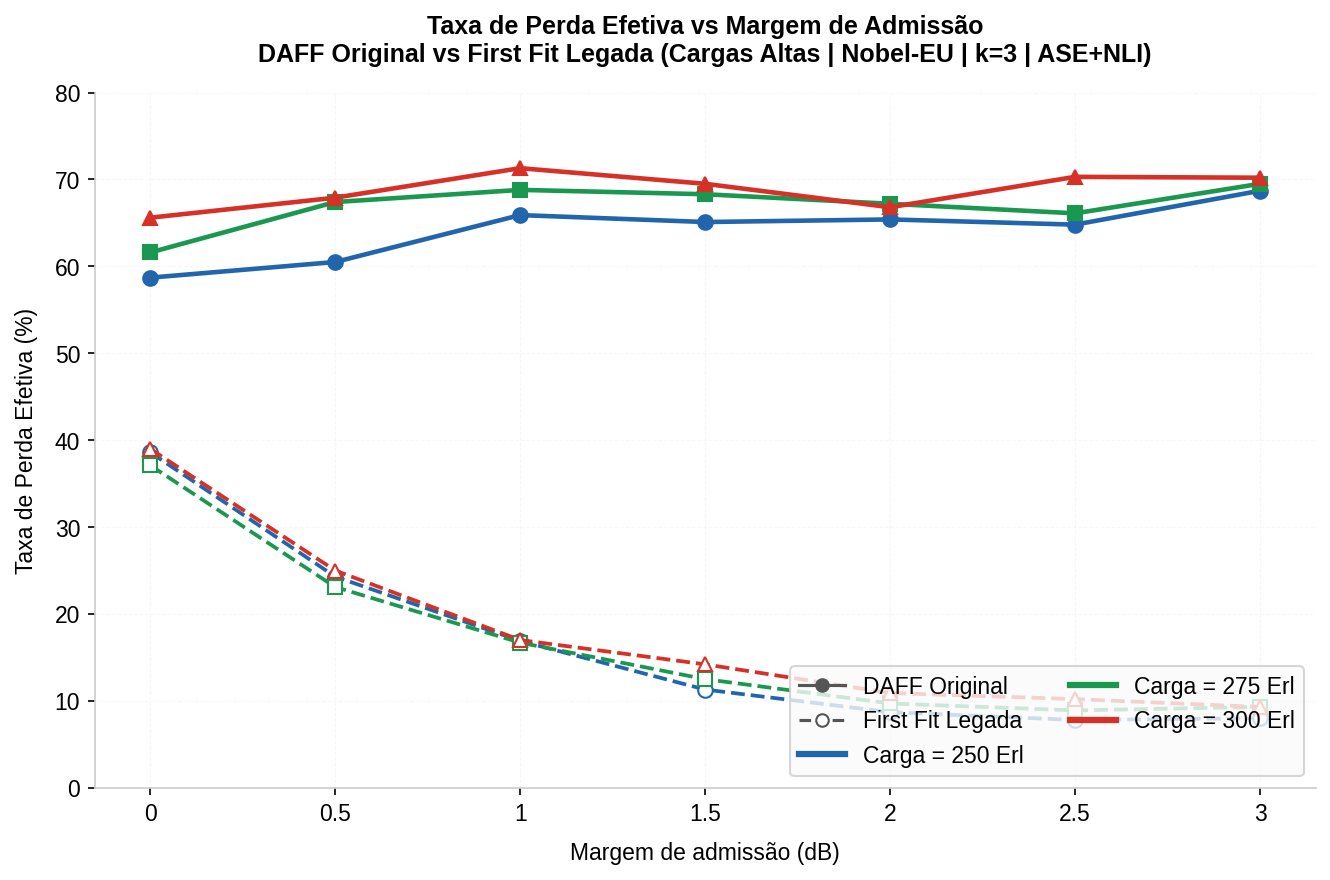 Taxa de Perda Efetiva vs Margem de Admissão
DAFF Original vs First Fit Legada (Cargas Altas | Nobel-EU | k=3 | ASE+NLI)
Taxa de Perda Efetiva (%)
80
70
60
50
40
30
20
10
0
DAFF Original
First Fit Legada
Carga = 250 Erl
Carga = 275 Erl
Carga = 300 Erl
0 0.5 1 1.5 2 2.5 3
Margem de admissão (dB)